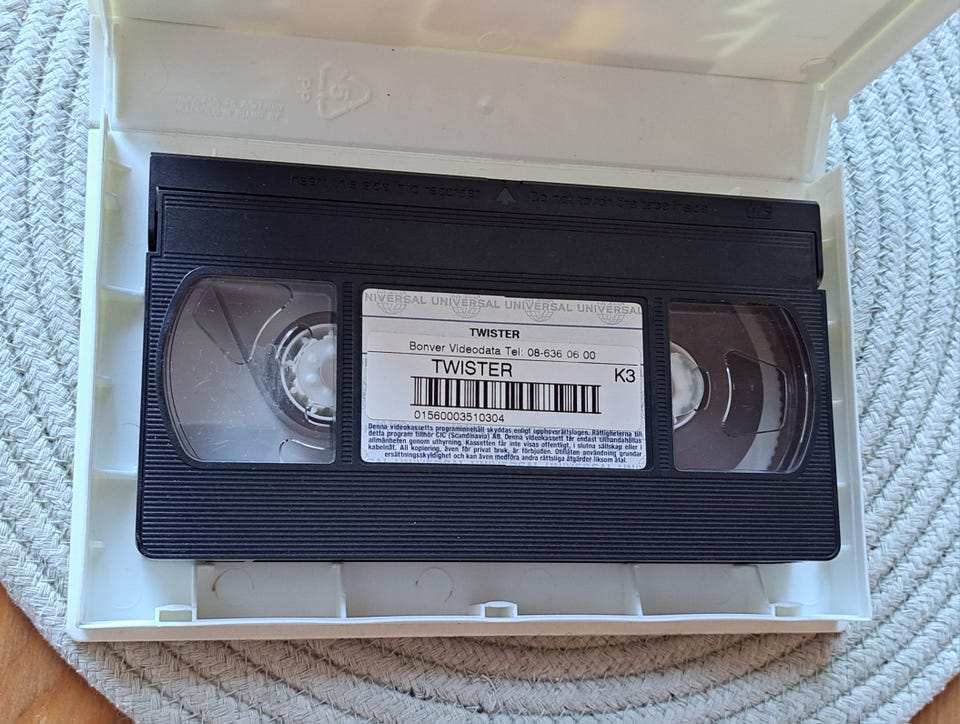 PP
5
Insert this side into recorder Do not touch the tape inside
NIVERSAL UNIVERSAL UNIVERSAL UNIVERSAL
TWISTER
Bonver Videodata Tel: 08-636 06 00
TWISTER
K3
01560003510304
Denna videokassetts programinnehåll skyddas enligt upphovsrättslagen. Rättigheterna till
detta program tillhör CIC (Scandinavia) AB. Denna videokassett får endast tillhandahållas
allmänheten genom uthyrning. Kassetten får inte visas offentligt, i slutna sällskap eller i
kabelnät. All kopiering, även för privat bruk, är förbjuden. Otillåten användning grundar
ersättningsskyldighet och kan även medföra andra rättsliga åtgärder liksom åtal.